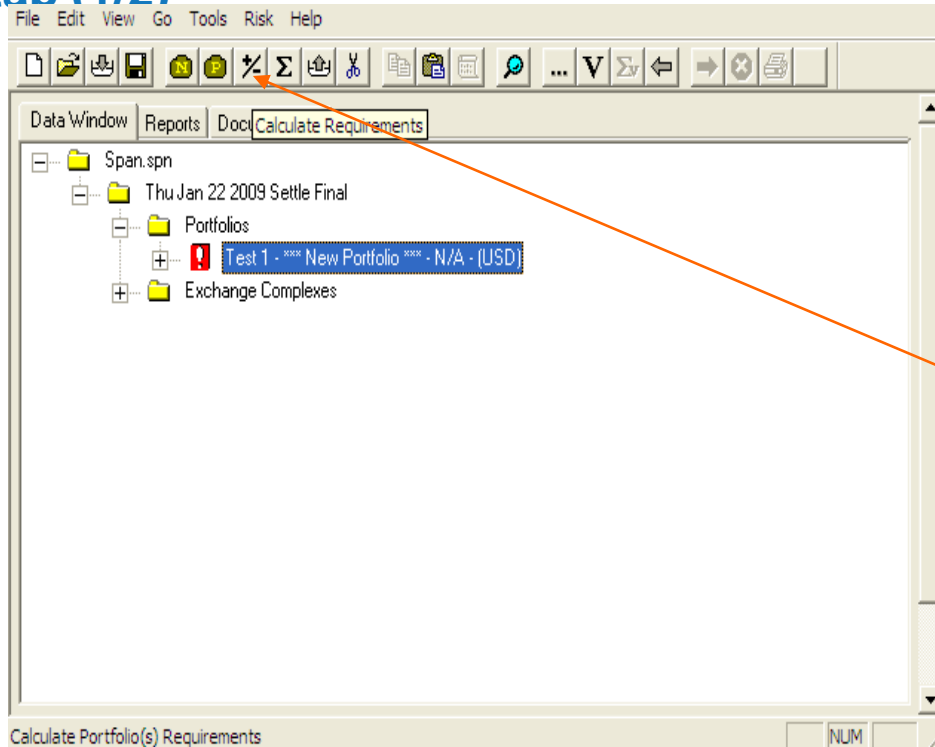 File Edit View Go Tools Risk Help
N P Σ ... V Σv
Data Window Reports Calculate Requirements
Span.spn
Thu Jan 22 2009 Settle Final
Portfolios
Test 1 - *** New Portfolio *** - N/A - (USD)
Exchange Complexes
Calculate Portfolio(s) Requirements NUM